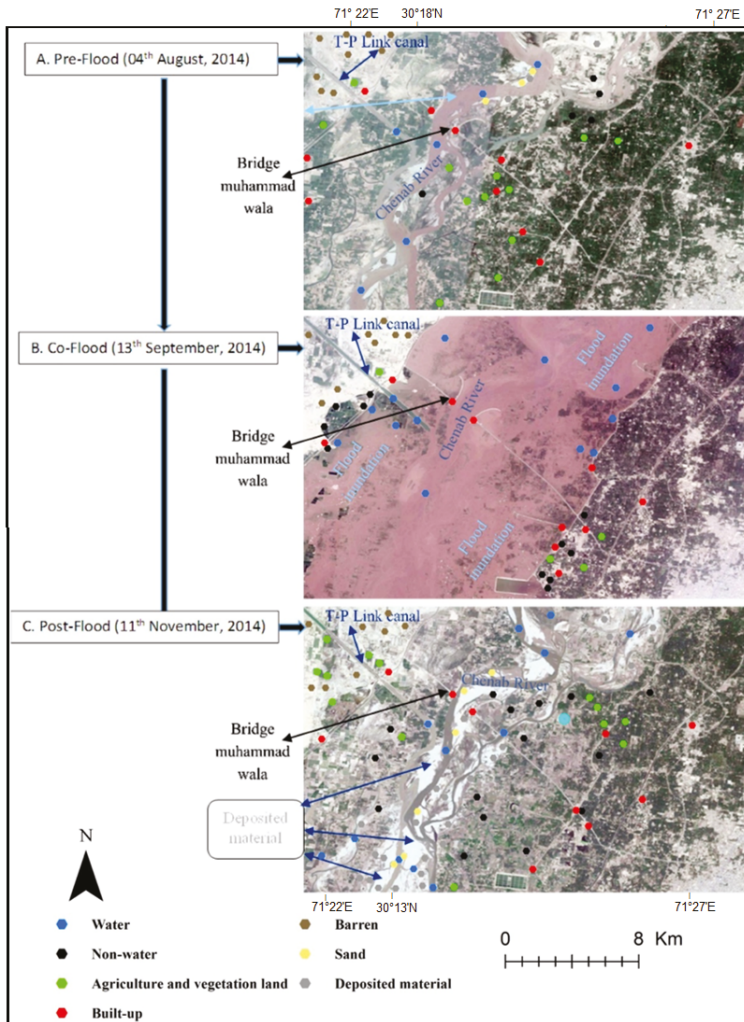 71° 22'E 30°18'N 71° 27'E
A. Pre-Flood (04th August, 2014)
T-P Link canal
Bridge
muhammad
wala
Chenab River
B. Co-Flood (13th September, 2014)
T-P Link canal
Flood
inundation
Chenab River
Bridge
muhammad
wala
Flood
inundation
Flood
inundation
C. Post-Flood (11th November, 2014)
T-P Link canal
Chenab River
Bridge
muhammad
wala
Deposited
material
71°22'E 30°13'N 71°27'E
N
Water
Non-water
Agriculture and vegetation land
Built-up
Barren
Sand
Deposited material
0 8 Km